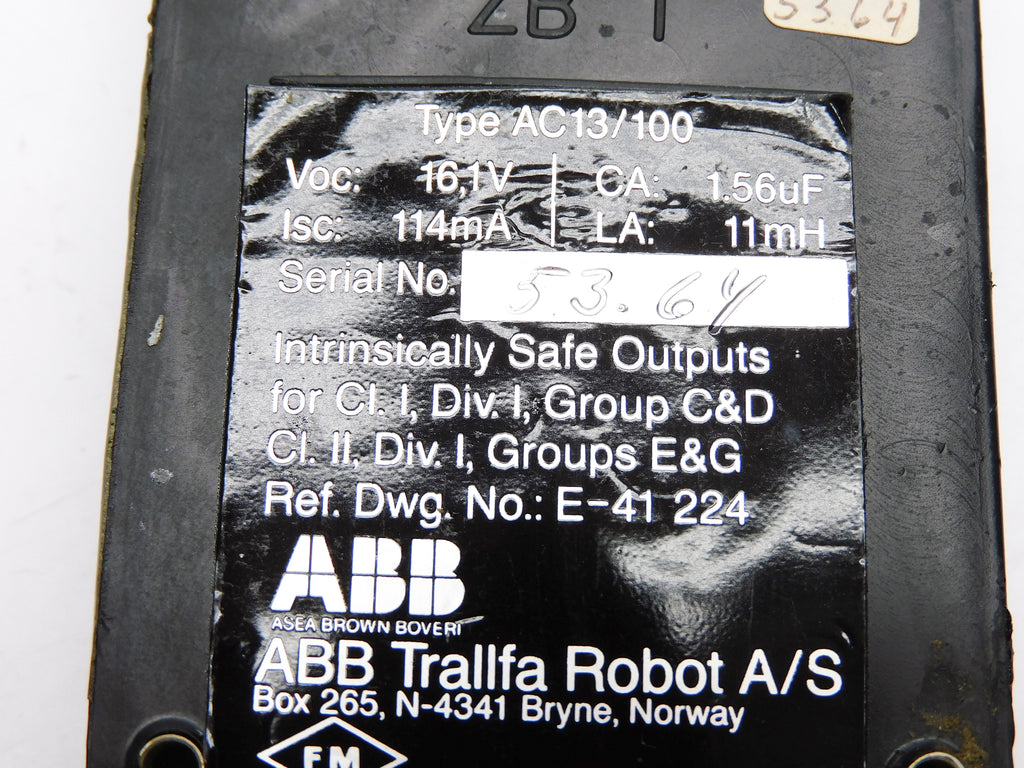 ZB.1
5364
Type AC13/100
Voc: 16,1V CA: 1.56uF
Isc: 114mA LA: 11mH
Serial No. 53.64
Intrinsically Safe Outputs
for Cl. I, Div. I, Group C&D
Cl. II, Div. I, Groups E&G
Ref. Dwg. No.: E-41 224
ABB
ASEA BROWN BOVERI
ABB Trallfa Robot A/S
Box 265, N-4341 Bryne, Norway
FM